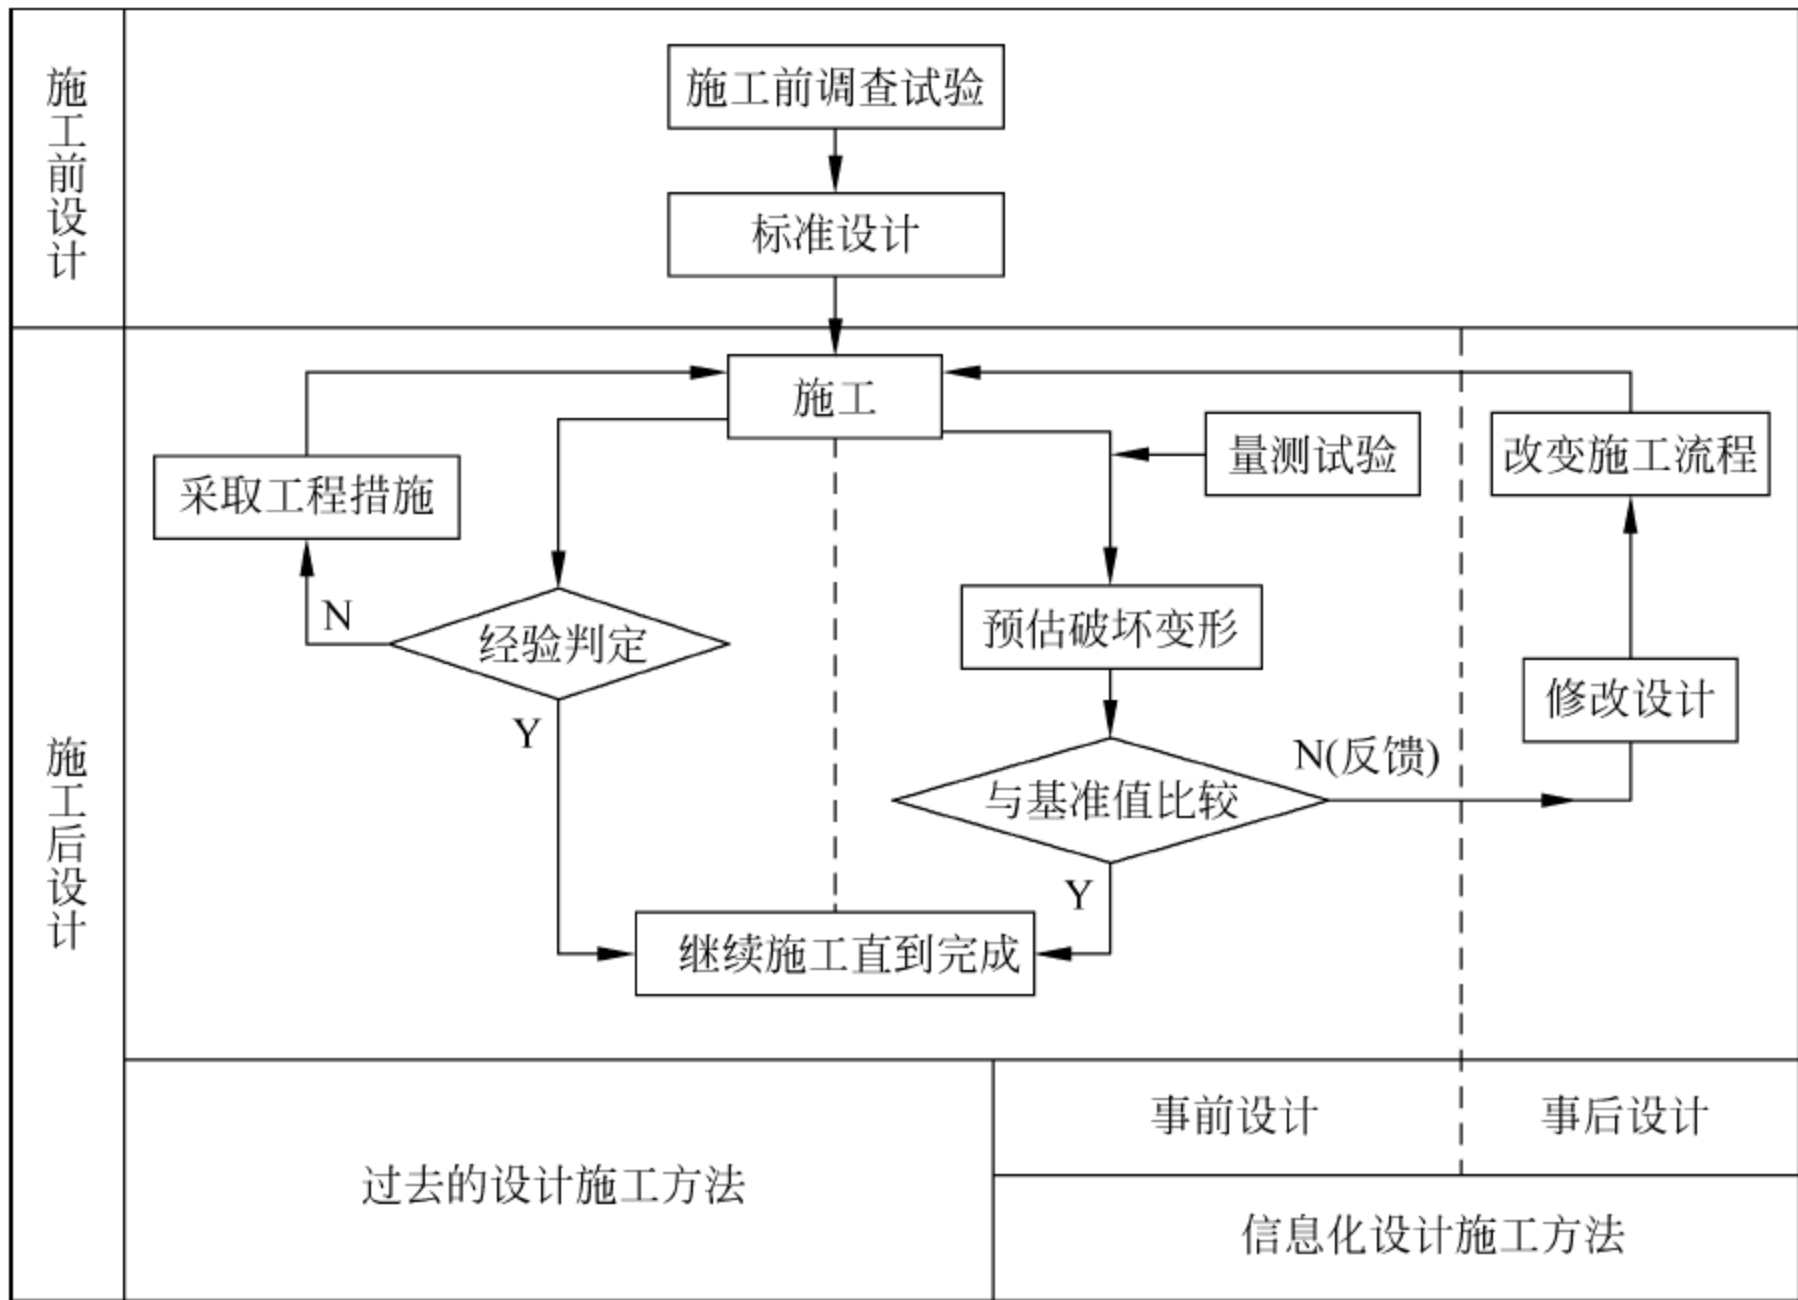 施工前设计
施工前调查试验
标准设计
施工后设计
施工
量测试验
改变施工流程
采取工程措施
N
经验判定
Y
预估破坏变形
修改设计
N(反馈)
与基准值比较
Y
继续施工直到完成
过去的设计施工方法
事前设计
事后设计
信息化设计施工方法